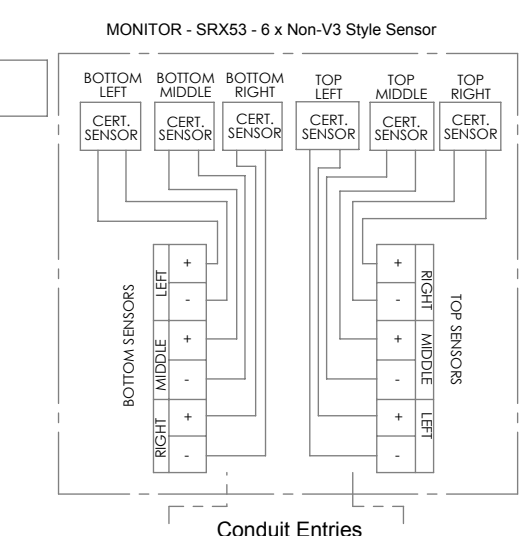 MONITOR - SRX53 - 6 x Non-V3 Style Sensor
BOTTOM LEFT
BOTTOM MIDDLE
BOTTOM RIGHT
TOP LEFT
TOP MIDDLE
TOP RIGHT
CERT. SENSOR
CERT. SENSOR
CERT. SENSOR
CERT. SENSOR
CERT. SENSOR
CERT. SENSOR
BOTTOM SENSORS
LEFT
+
-
MIDDLE
+
-
RIGHT
+
-
+
-
RIGHT
+
-
MIDDLE
+
-
LEFT
TOP SENSORS
Conduit Entries